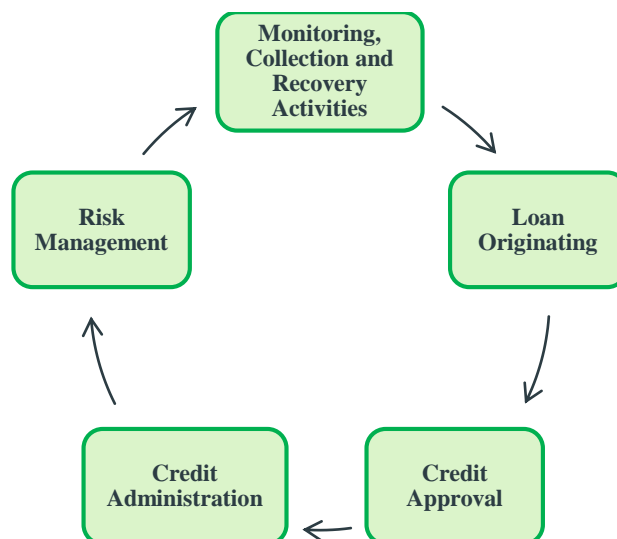 Monitoring,
Collection and
Recovery
Activities
Loan
Originating
Credit
Approval
Credit
Administration
Risk
Management